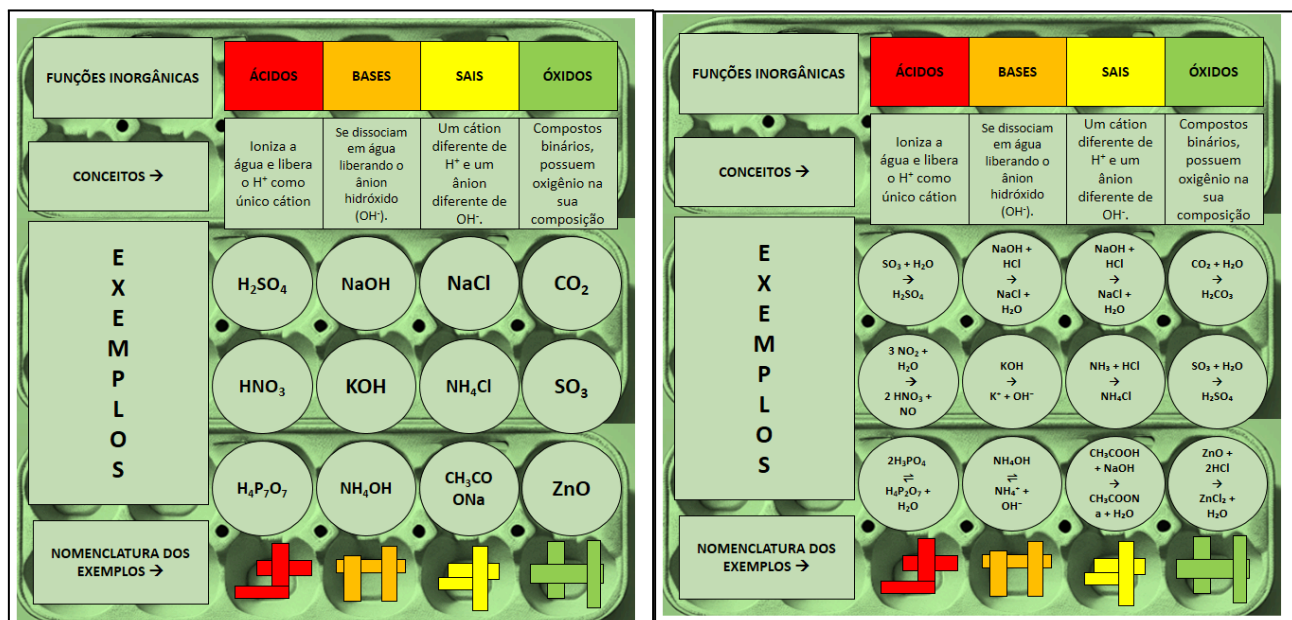 FUNÇÕES INORGÂNICAS
ÁCIDOS
BASES
SAIS
ÓXIDOS
CONCEITOS →
Ioniza a
água e libera
o H⁺ como
único cátion
Se dissociam
em água
liberando o
ânion
hidróxido
(OH⁻).
Um cátion
diferente de
H⁺ e um
ânion
diferente de
OH⁻.
Compostos
binários,
possuem
oxigênio na
sua
composição
E
X
E
M
P
L
O
S
H₂SO₄
NaOH
NaCl
CO₂
HNO₃
KOH
NH₄Cl
SO₃
H₄P₇O₇
NH₄OH
CH₃CO
ONa
ZnO
NOMENCLATURA DOS
EXEMPLOS →
FUNÇÕES INORGÂNICAS
ÁCIDOS
BASES
SAIS
ÓXIDOS
CONCEITOS →
Ioniza a
água e libera
o H⁺ como
único cátion
Se dissociam
em água
liberando o
ânion
hidróxido
(OH⁻).
Um cátion
diferente de
H⁺ e um
ânion
diferente de
OH⁻.
Compostos
binários,
possuem
oxigênio na
sua
composição
E
X
E
M
P
L
O
S
SO₃ + H₂O
→
H₂SO₄
NaOH +
HCl
→
NaCl +
H₂O
NaOH +
HCl
→
NaCl +
H₂O
CO₂ + H₂O
→
H₂CO₃
3 NO₂ +
H₂O
→
2 HNO₃ +
NO
KOH
→
K⁺ + OH⁻
NH₃ + HCl
→
NH₄Cl
SO₃ + H₂O
→
H₂SO₄
2H₃PO₄
⇌
H₄P₂O₇ +
H₂O
NH₄OH
⇌
NH₄⁺ +
OH⁻
CH₃COOH
+ NaOH
→
CH₃COON
a + H₂O
ZnO +
2HCl
→
ZnCl₂ +
H₂O
NOMENCLATURA DOS
EXEMPLOS →